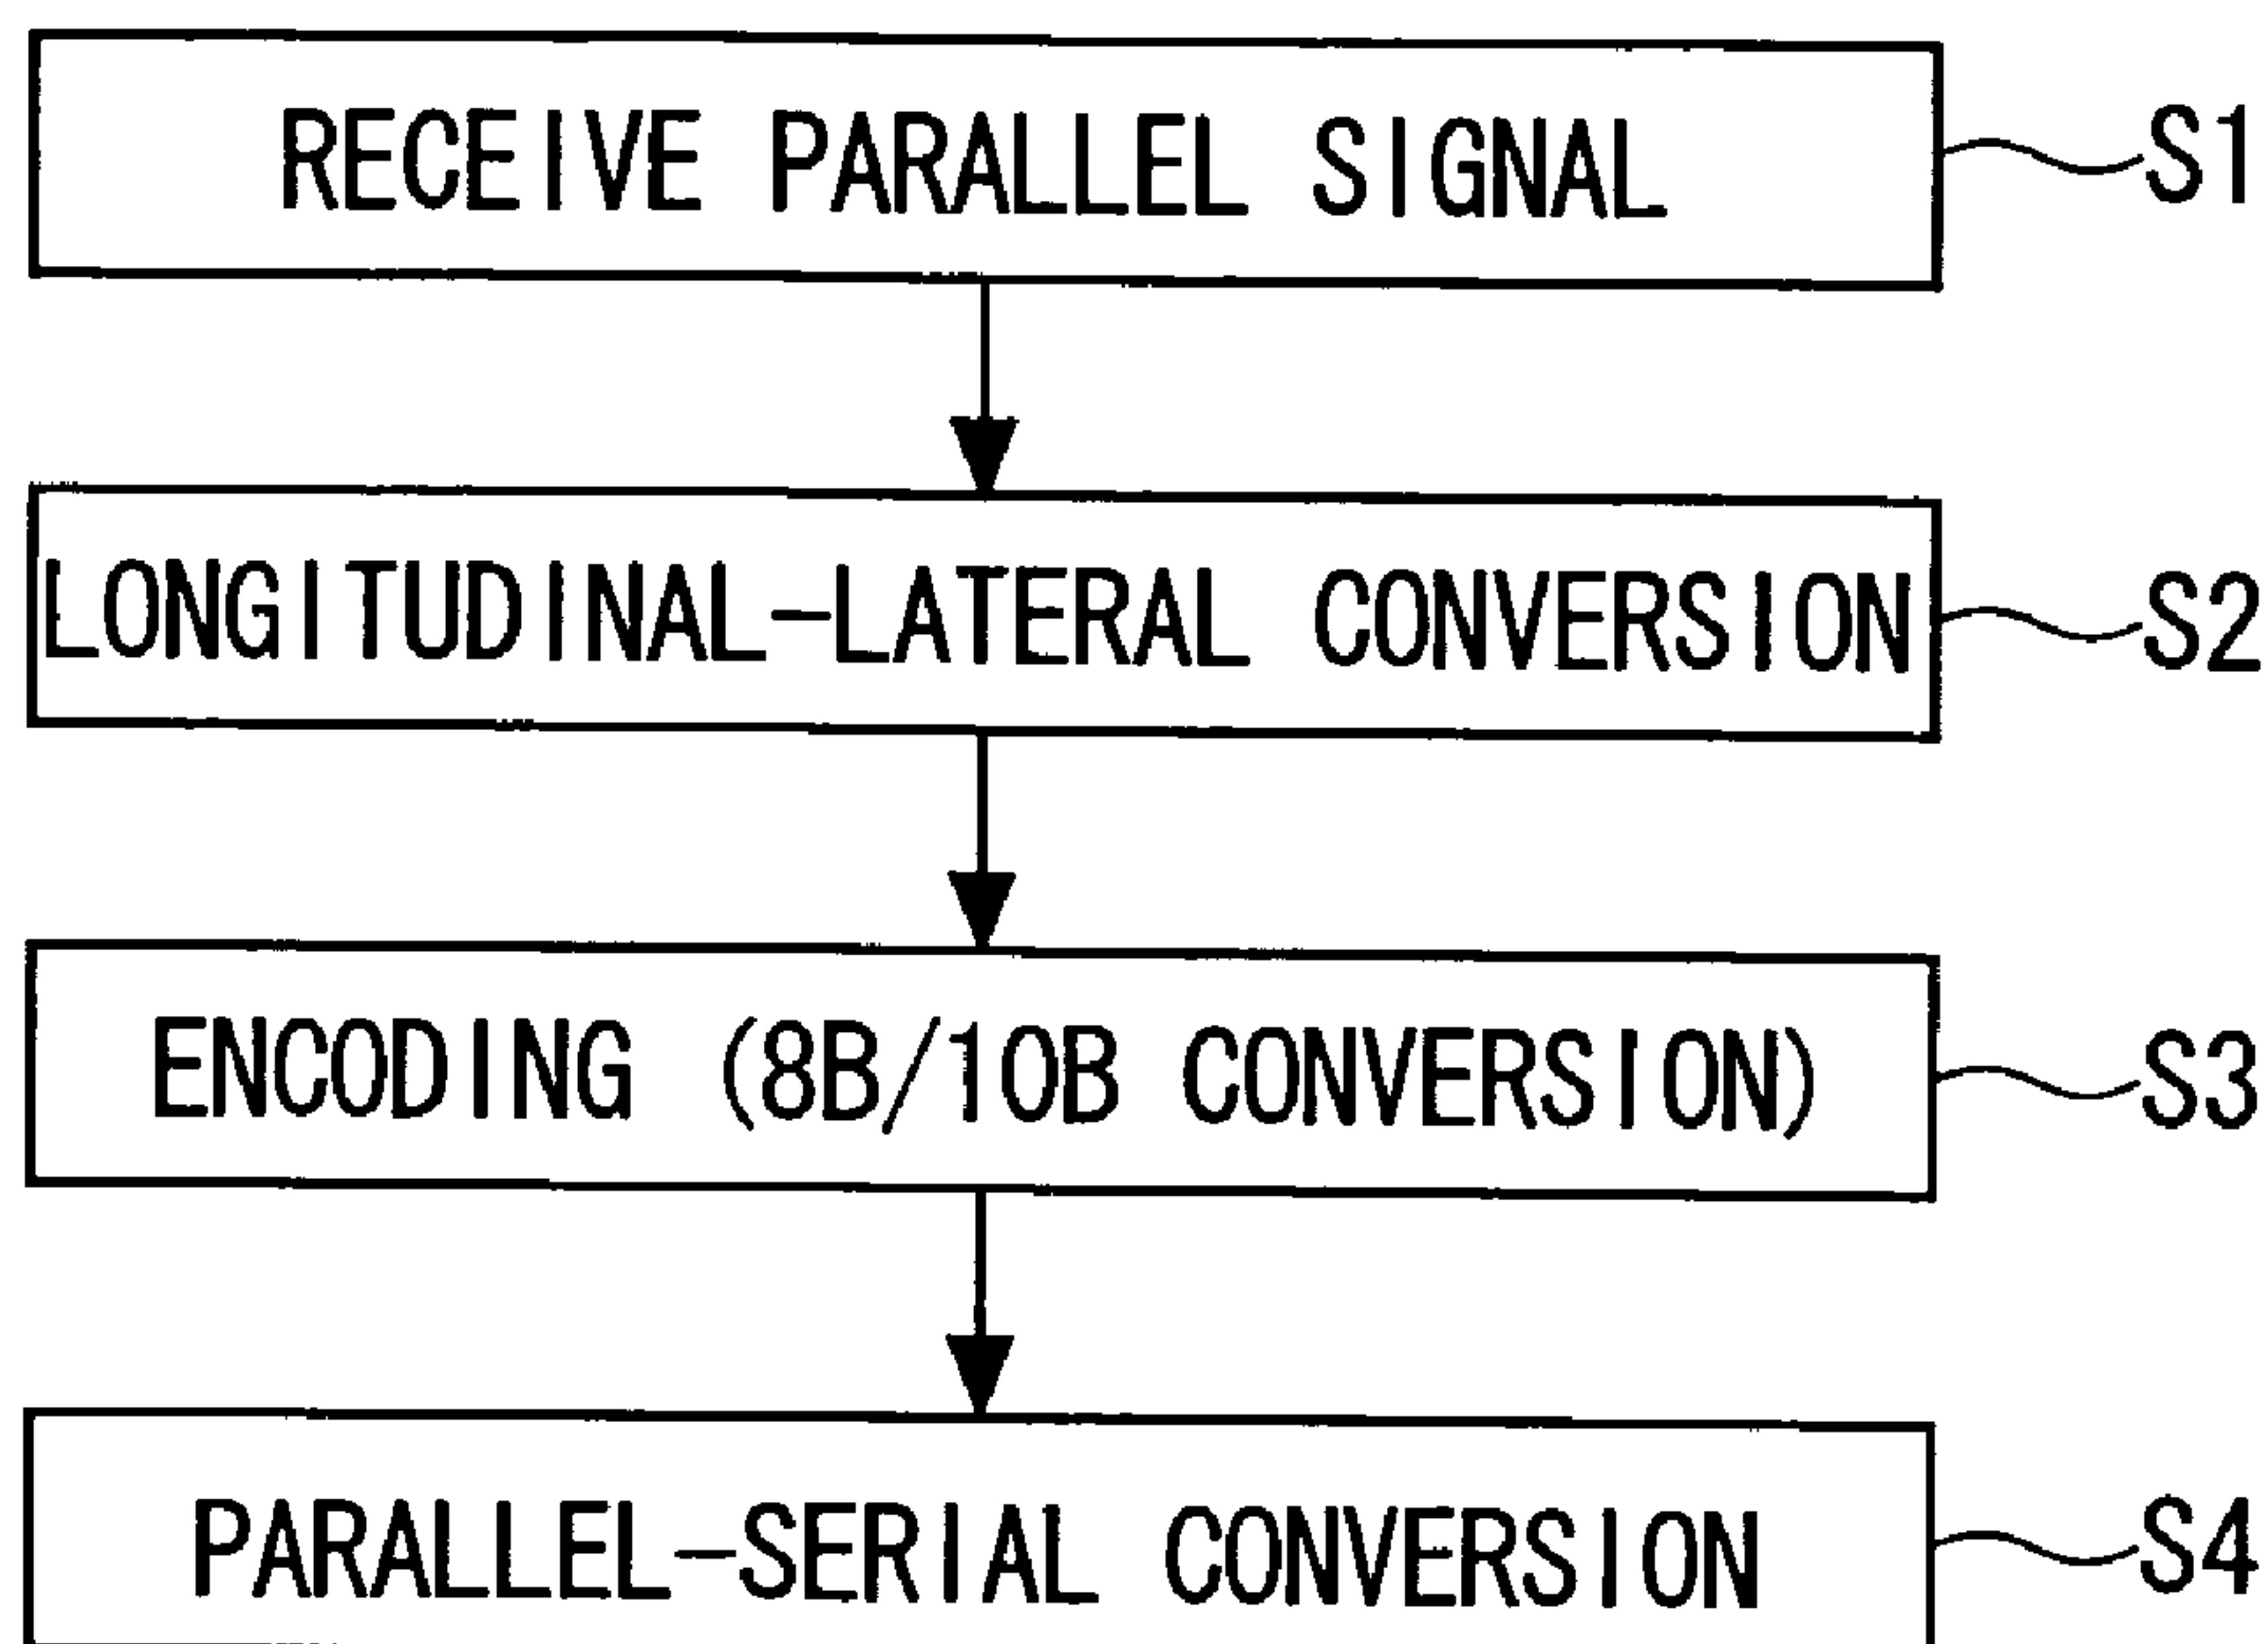 RECEIVE PARALLEL SIGNAL S1
LONGITUDINAL-LATERAL CONVERSION S2
ENCODING (8B/10B CONVERSION) S3
PARALLEL-SERIAL CONVERSION S4